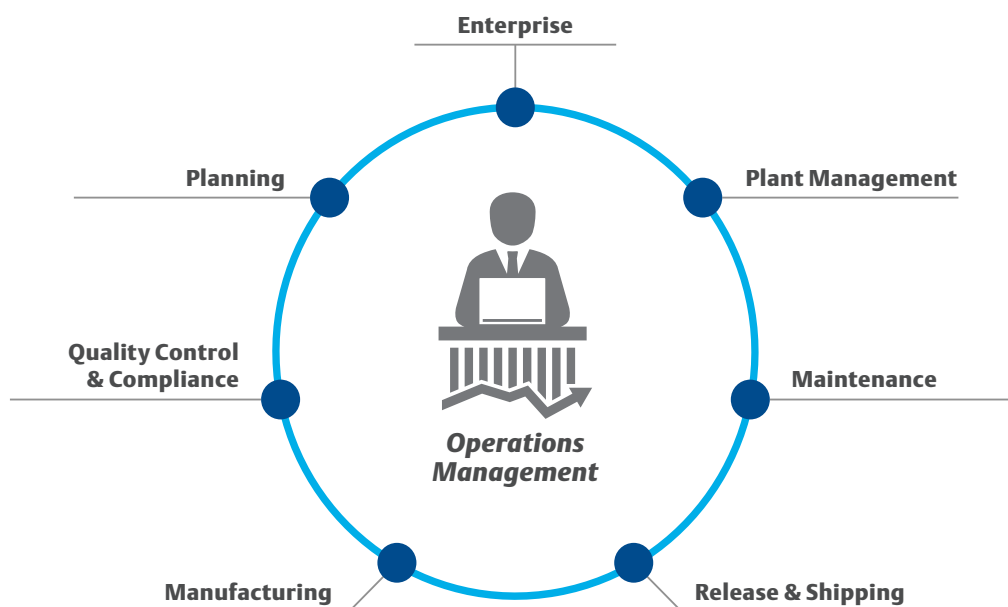 Enterprise
Planning
Plant Management
Quality Control
& Compliance
Maintenance
Operations
Management
Manufacturing
Release & Shipping